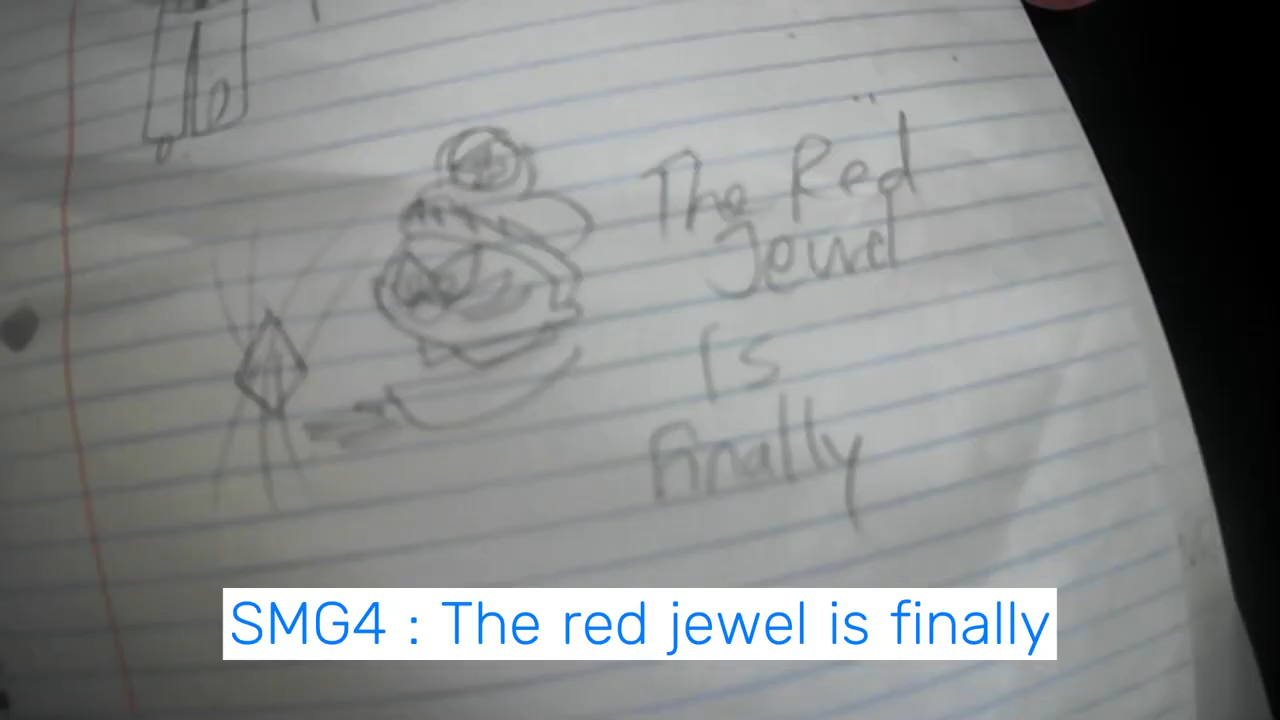 "
The Red
Jewel
Is
finally
SMG4 : The red jewel is finally